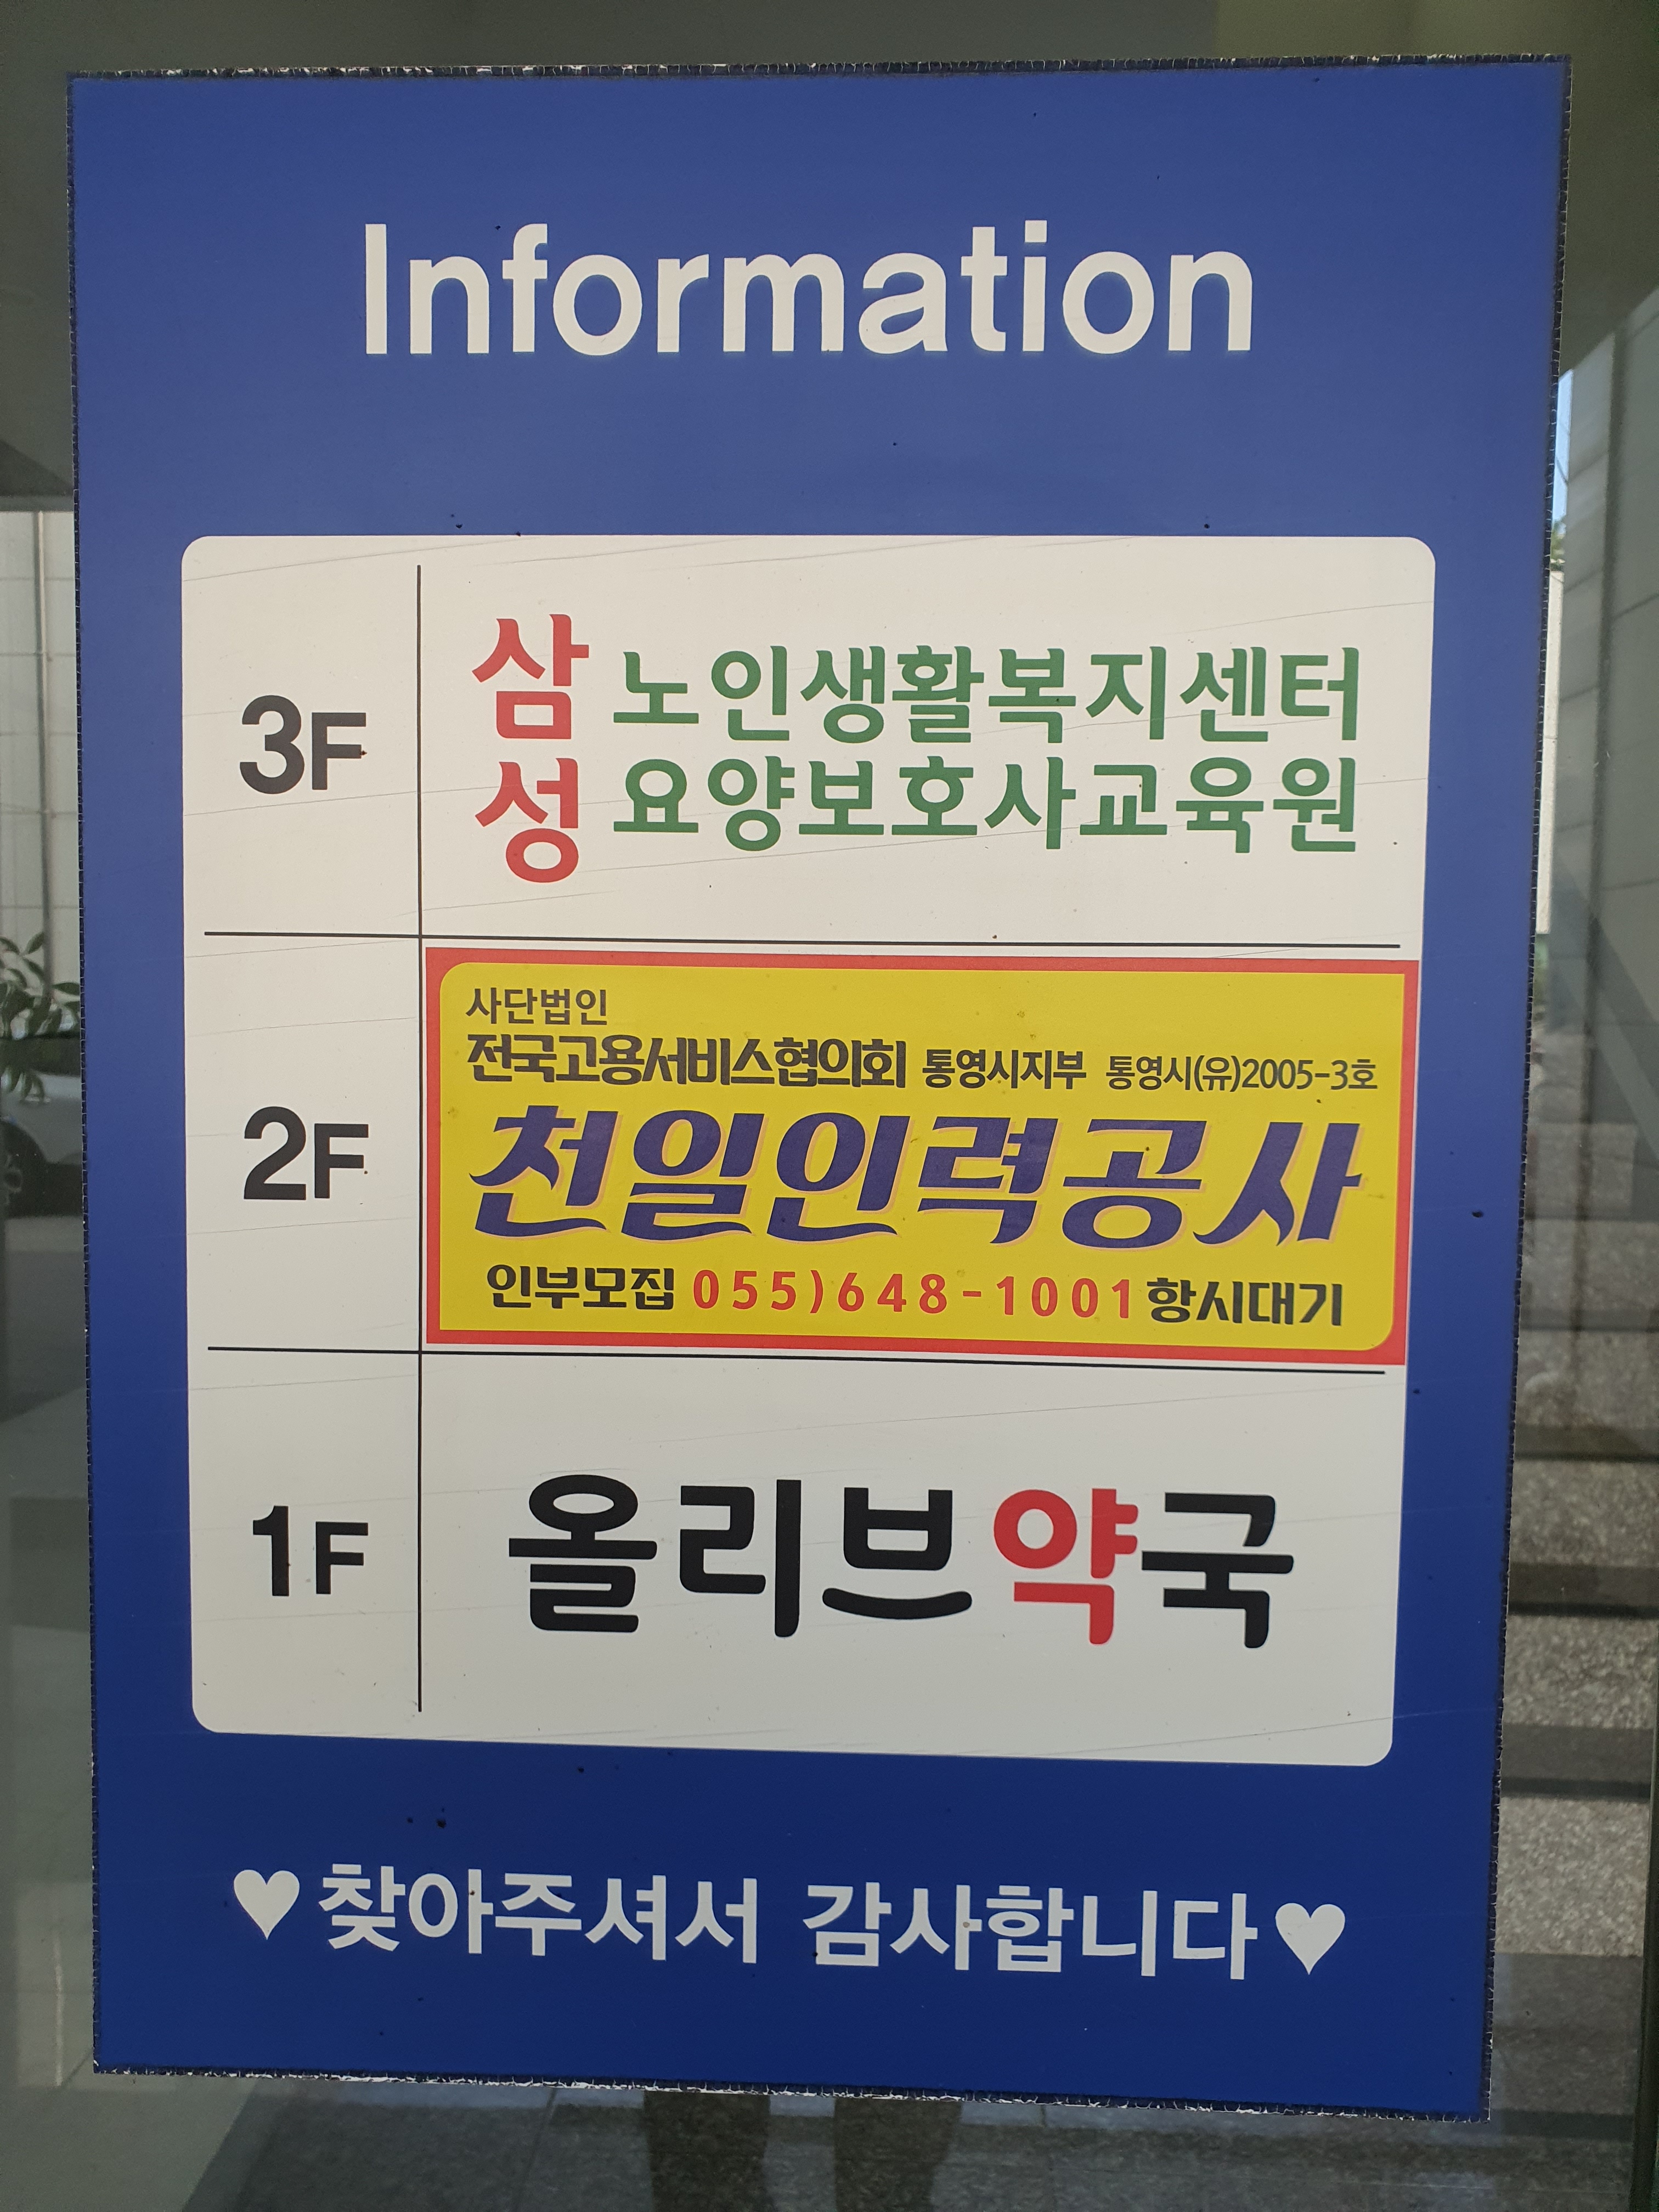 Information
3F
삼성
노인생활복지센터
요양보호사교육원
2F
사단법인
전국고용서비스협의회 통영시지부 통영시(유)2005-3호
천일인력공사
인부모집 055)648-1001 항시대기
1F
올리브약국
♥찾아주셔서 감사합니다♥